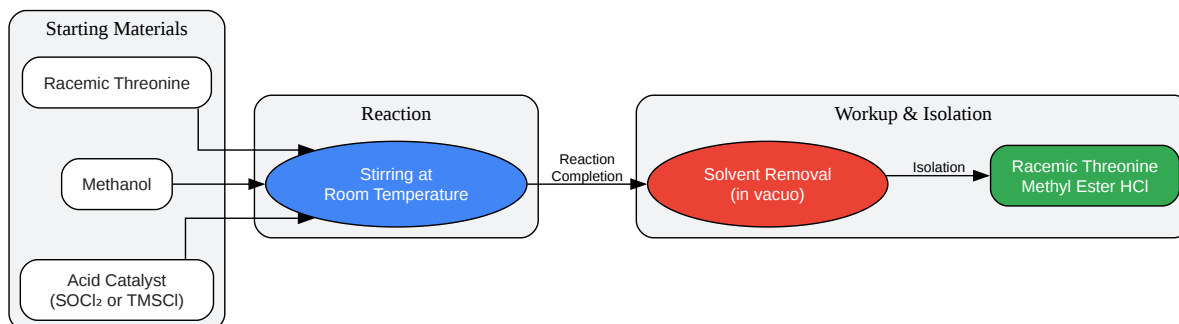 Starting Materials
Racemic Threonine
Methanol
Acid Catalyst
(SOCl₂ or TMSCl)
Reaction
Stirring at
Room Temperature
Reaction
Completion
Workup & Isolation
Solvent Removal
(in vacuo)
Isolation
Racemic Threonine
Methyl Ester HCl